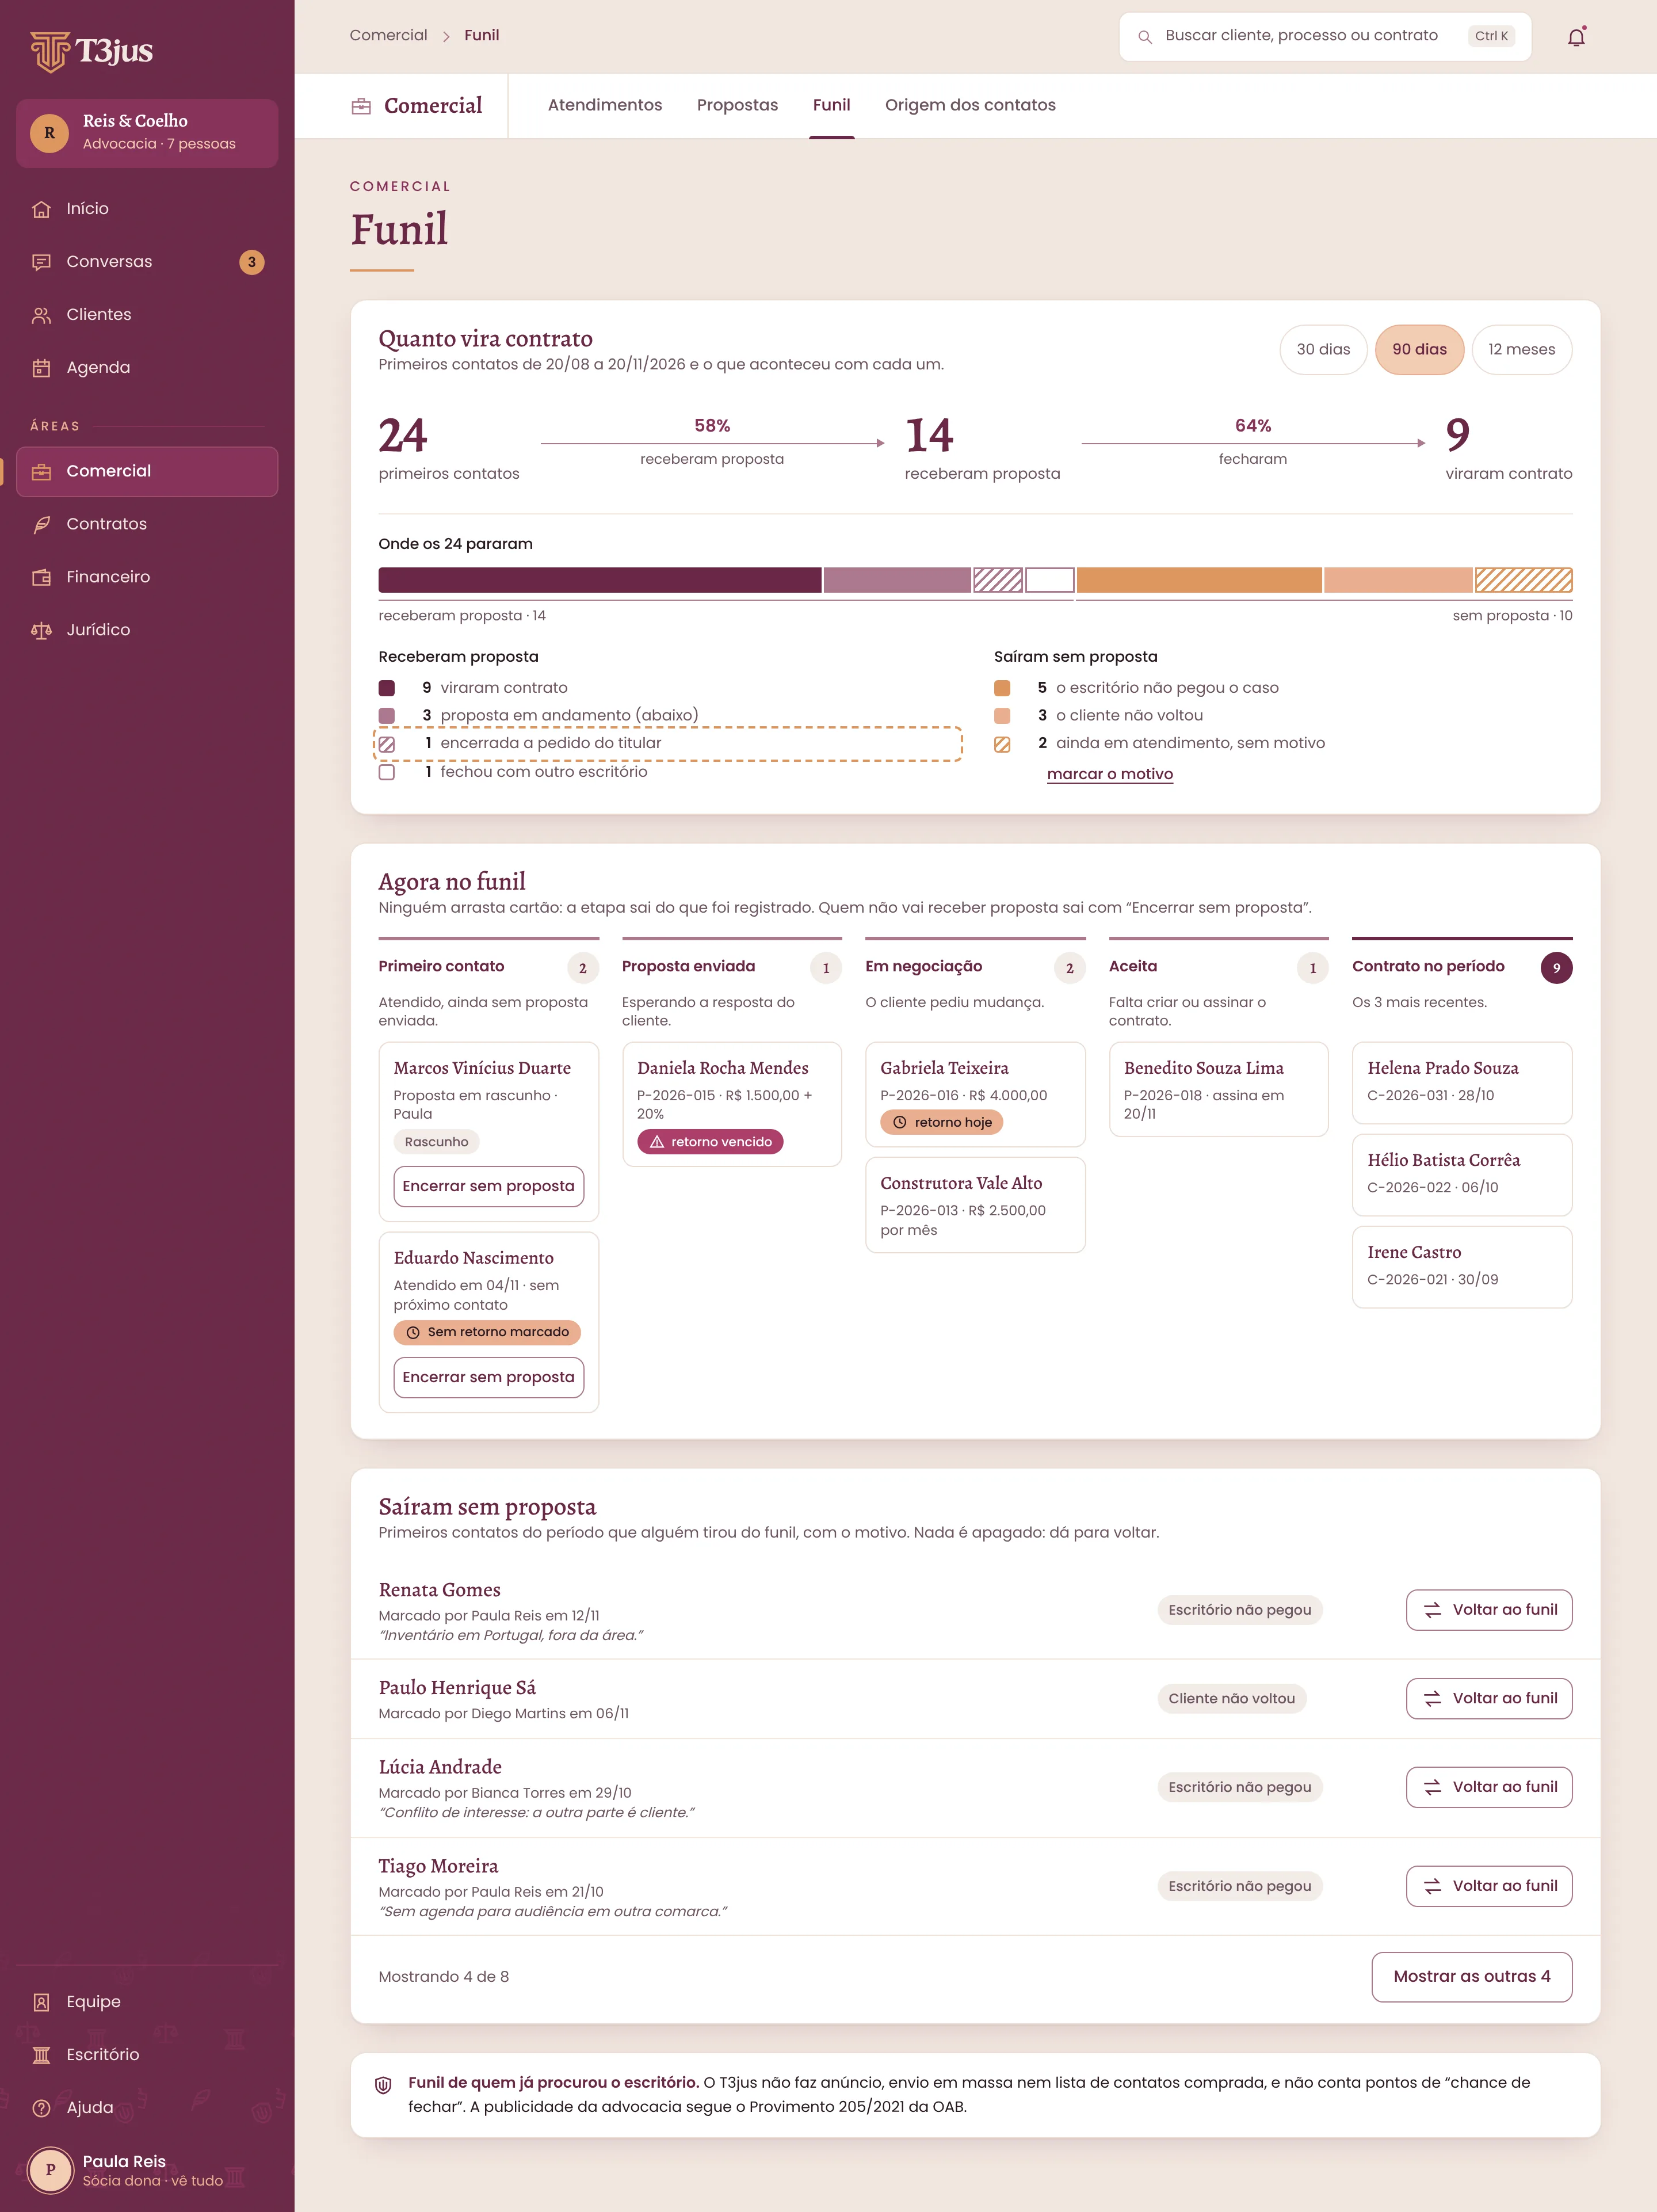 T3jus
R
Reis & Coelho
Advocacia · 7 pessoas
Início
Conversas
3
Clientes
Agenda
ÁREAS
Comercial
Contratos
Financeiro
Jurídico
Equipe
Escritório
Ajuda
P
Paula Reis
Sócia dona · vê tudo
Comercial
Funil
Buscar cliente, processo ou contrato
Ctrl K
Comercial
Atendimentos
Propostas
Funil
Origem dos contatos
COMERCIAL
Funil
Quanto vira contrato
Primeiros contatos de 20/08 a 20/11/2026 e o que aconteceu com cada um.
30 dias
90 dias
12 meses
24
primeiros contatos
58%
receberam proposta
14
receberam proposta
64%
fecharam
9
viraram contrato
Onde os 24 pararam
receberam proposta · 14
sem proposta · 10
Receberam proposta
9 viraram contrato
3 proposta em andamento (abaixo)
1 encerrada a pedido do titular
1 fechou com outro escritório
Saíram sem proposta
5 o escritório não pegou o caso
3 o cliente não voltou
2 ainda em atendimento, sem motivo
marcar o motivo
Agora no funil
Ninguém arrasta cartão: a etapa sai do que foi registrado. Quem não vai receber proposta sai com “Encerrar sem proposta”.
Primeiro contato
2
Atendido, ainda sem proposta
enviada.
Marcos Vinícius Duarte
Proposta em rascunho ·
Paula
Rascunho
Encerrar sem proposta
Eduardo Nascimento
Atendido em 04/11 · sem
próximo contato
Sem retorno marcado
Encerrar sem proposta
Proposta enviada
1
Esperando a resposta do
cliente.
Daniela Rocha Mendes
P-2026-015 · R$ 1.500,00 +
20%
retorno vencido
Em negociação
2
O cliente pediu mudança.
Gabriela Teixeira
P-2026-016 · R$ 4.000,00
retorno hoje
Construtora Vale Alto
P-2026-013 · R$ 2.500,00
por mês
Aceita
1
Falta criar ou assinar o
contrato.
Benedito Souza Lima
P-2026-018 · assina em
20/11
Contrato no período
9
Os 3 mais recentes.
Helena Prado Souza
C-2026-031 · 28/10
Hélio Batista Corrêa
C-2026-022 · 06/10
Irene Castro
C-2026-021 · 30/09
Saíram sem proposta
Primeiros contatos do período que alguém tirou do funil, com o motivo. Nada é apagado: dá para voltar.
Renata Gomes
Marcado por Paula Reis em 12/11
“Inventário em Portugal, fora da área.”
Escritório não pegou
Voltar ao funil
Paulo Henrique Sá
Marcado por Diego Martins em 06/11
Cliente não voltou
Voltar ao funil
Lúcia Andrade
Marcado por Bianca Torres em 29/10
“Conflito de interesse: a outra parte é cliente.”
Escritório não pegou
Voltar ao funil
Tiago Moreira
Marcado por Paula Reis em 21/10
“Sem agenda para audiência em outra comarca.”
Escritório não pegou
Voltar ao funil
Mostrando 4 de 8
Mostrar as outras 4
Funil de quem já procurou o escritório. O T3jus não faz anúncio, envio em massa nem lista de contatos comprada, e não conta pontos de “chance de
fechar”. A publicidade da advocacia segue o Provimento 205/2021 da OAB.